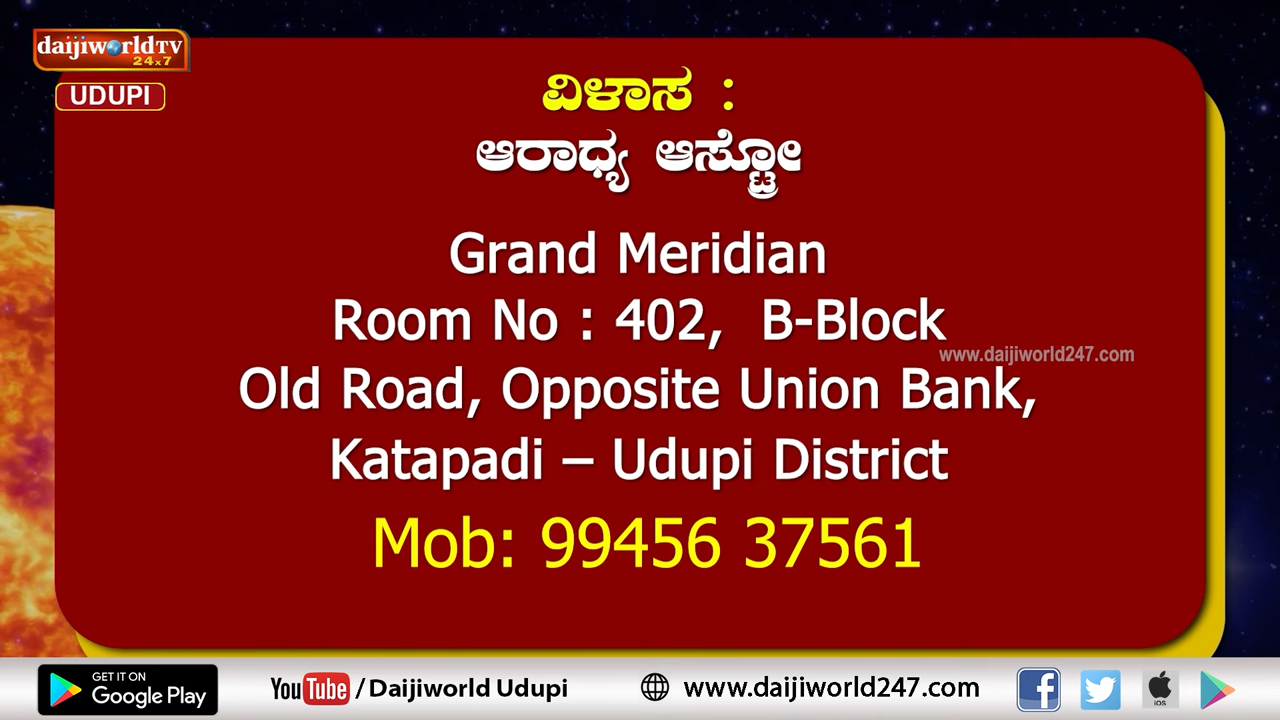 daijiworldTV
24x7
UDUPI
ವಿಳಾಸ :
ಆರಾಧ್ಯ ಆಸ್ಟ್ರೋ
Grand Meridian
Room No : 402, B-Block
www.daijiworld247.com
Old Road, Opposite Union Bank,
Katapadi – Udupi District
Mob: 99456 37561
GET IT ON
Google Play
YouTube /Daijiworld Udupi
www.daijiworld247.com
f
iOS